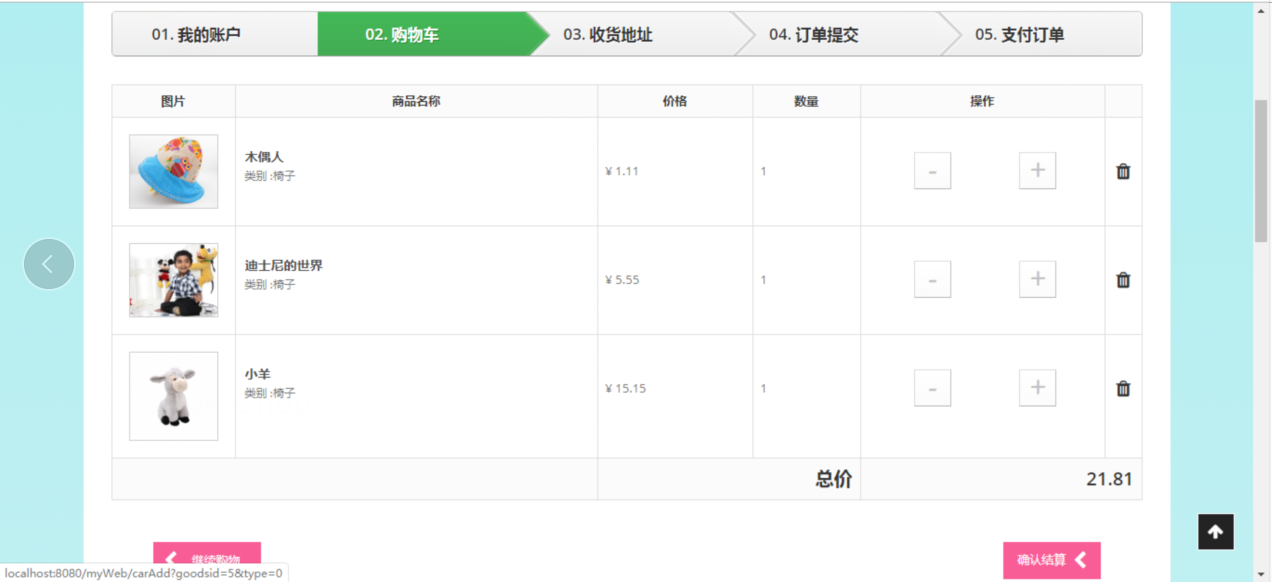 01. 我的账户 02. 购物车 03. 收货地址 04. 订单提交 05. 支付订单
图片 商品名称 价格 数量 操作
木偶人
类别 :椅子
¥ 1.11 1 - +
迪士尼的世界
类别 :椅子
¥ 5.55 1 - +
小羊
类别 :椅子
¥ 15.15 1 - +
总价 21.81
继续购物 确认结算
localhost:8080/myWeb/carAdd?goodsid=5&type=0